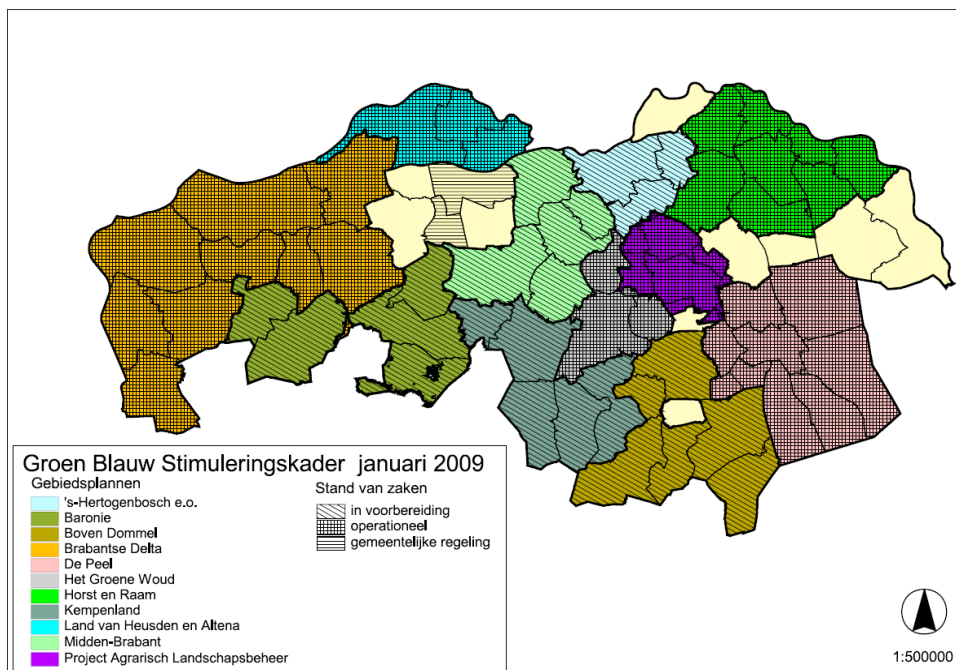 Groen Blauw Stimuleringskader januari 2009
Gebiedsplannen
's-Hertogenbosch e.o.
Baronie
Boven Dommel
Brabantse Delta
De Peel
Het Groene Woud
Horst en Raam
Kempenland
Land van Heusden en Altena
Midden-Brabant
Project Agrarisch Landschapsbeheer
Stand van zaken
in voorbereiding
operationeel
gemeentelijke regeling
1:500000